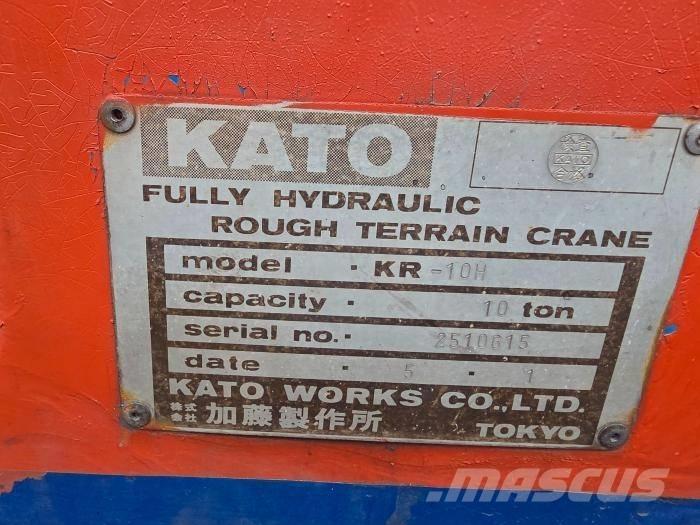 KATO
KATO
FULLY HYDRAULIC
ROUGH TERRAIN CRANE
model · KR-10H
capacity · 10 ton
serial no. · 2510615
date · 5 · 1
KATO WORKS CO.,LTD.
株式会社 加藤製作所 TOKYO
MASCUS